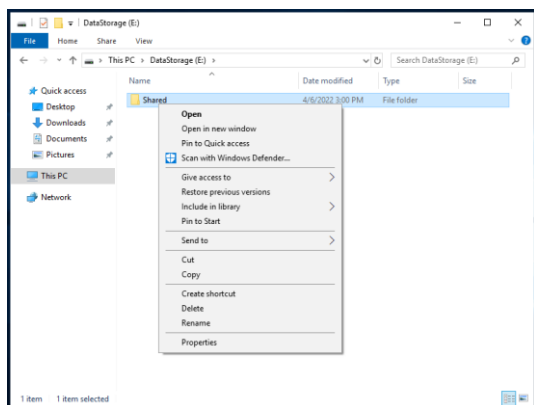 DataStorage (E:)
File Home Share View
This PC > DataStorage (E:) >
Search DataStorage (E:)
Name Date modified Type Size
Quick access
Desktop
Downloads
Documents
Pictures
This PC
Network
Shared 4/6/2022 3:00 PM File folder
Open
Open in new window
Pin to Quick access
Scan with Windows Defender...
Give access to
Restore previous versions
Include in library
Pin to Start
Send to
Cut
Copy
Create shortcut
Delete
Rename
Properties
1 item 1 item selected